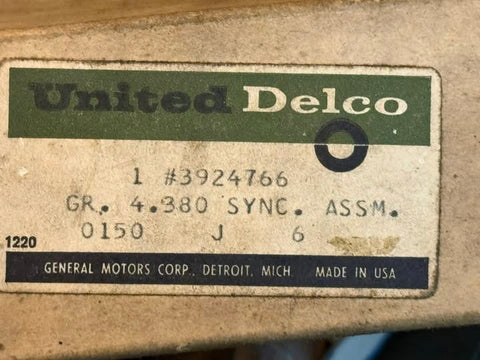 United Delco
1 #3924766
GR. 4.380 SYNC. ASSM.
0150 J 6
1220
GENERAL MOTORS CORP., DETROIT, MICH. MADE IN USA